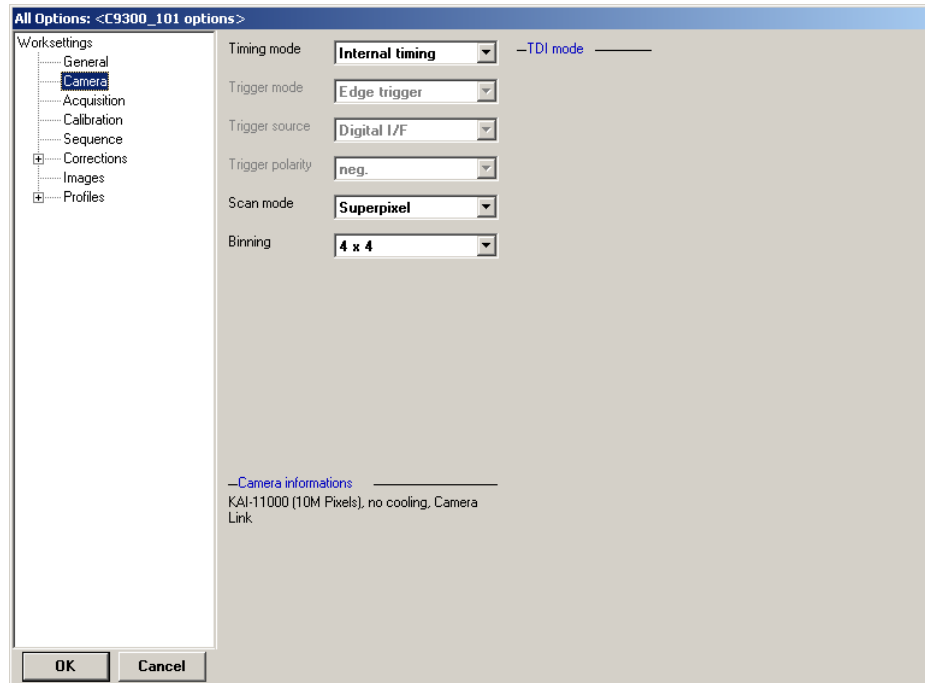 All Options: <C9300_101 options>
Worksettings
General
Camera
Acquisition
Calibration
Sequence
Corrections
Images
Profiles
Timing mode Internal timing
Trigger mode Edge trigger
Trigger source Digital I/F
Trigger polarity neg.
Scan mode Superpixel
Binning 4 x 4
TDI mode
Camera informations
KAI-11000 (10M Pixels), no cooling, Camera
Link
OK Cancel